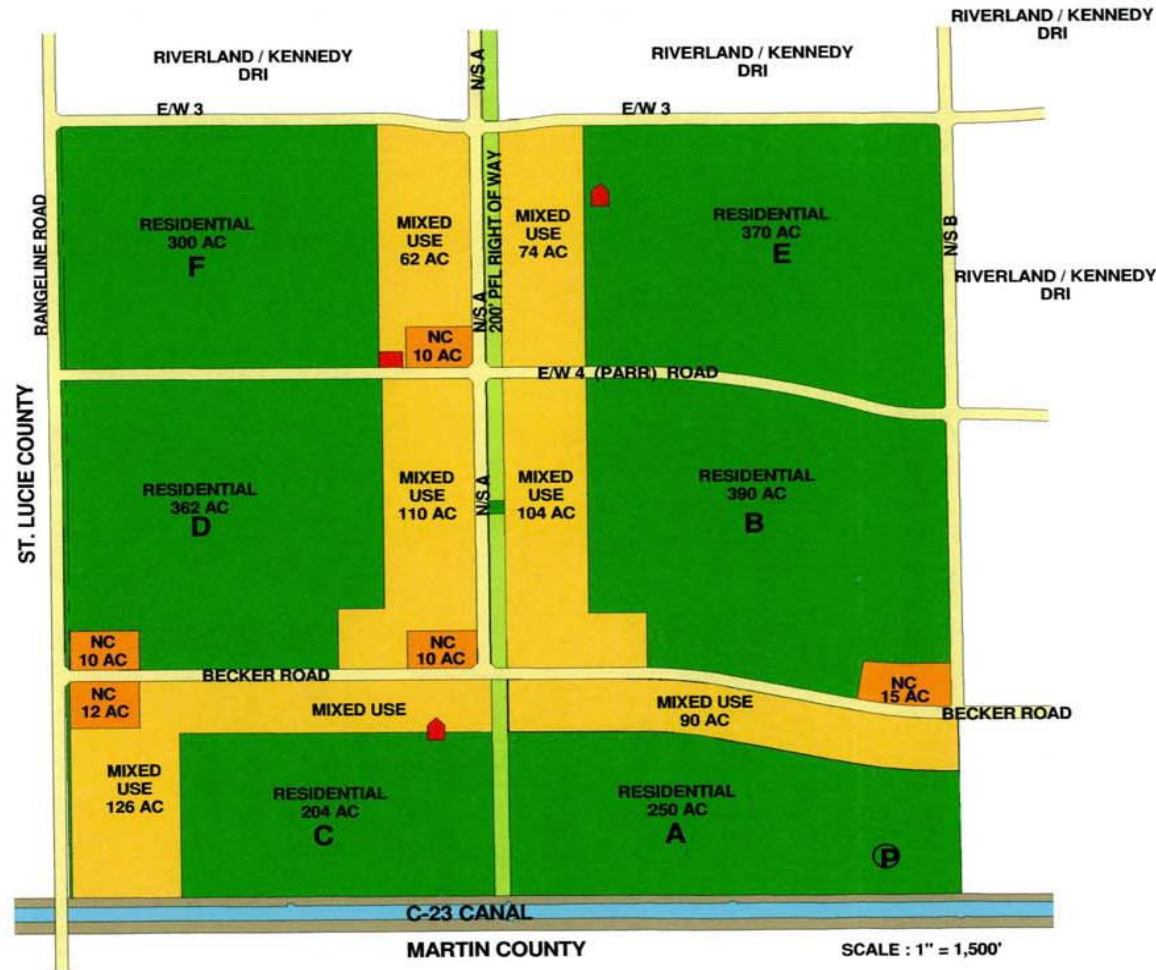 RIVERLAND / KENNEDY
DRI
RIVERLAND / KENNEDY
DRI
RIVERLAND / KENNEDY
DRI
N/S A
E/W 3
E/W 3
RANGELINE ROAD
RESIDENTIAL
300 AC
F
MIXED
USE
62 AC
N/S A
200' PFL RIGHT OF WAY
MIXED
USE
74 AC
RESIDENTIAL
370 AC
E
N/S B
RIVERLAND / KENNEDY
DRI
NC
10 AC
E/W 4 (PARR) ROAD
ST. LUCIE COUNTY
RESIDENTIAL
362 AC
D
MIXED
USE
110 AC
N/S A
MIXED
USE
104 AC
RESIDENTIAL
390 AC
B
NC
10 AC
NC
10 AC
BECKER ROAD
NC
15 AC
BECKER ROAD
NC
12 AC
MIXED USE
MIXED USE
90 AC
MIXED
USE
126 AC
RESIDENTIAL
204 AC
C
RESIDENTIAL
250 AC
A
P
C-23 CANAL
MARTIN COUNTY
SCALE : 1" = 1,500'